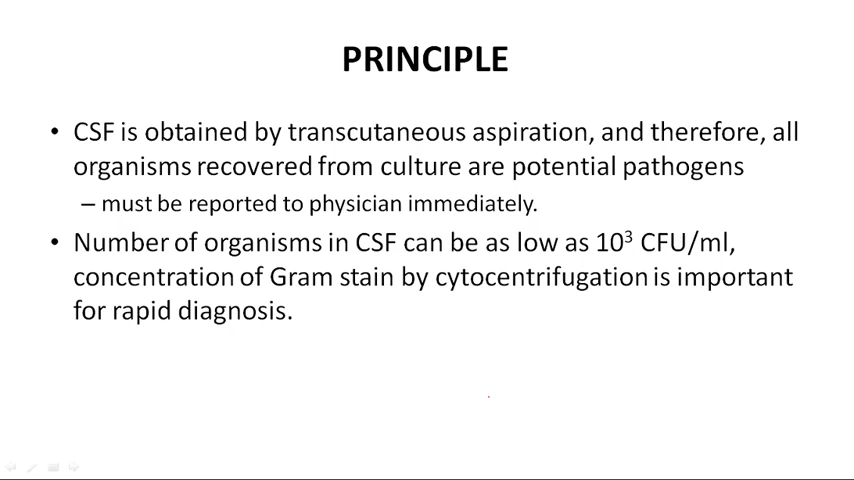 PRINCIPLE
• CSF is obtained by transcutaneous aspiration, and therefore, all
organisms recovered from culture are potential pathogens
– must be reported to physician immediately.
• Number of organisms in CSF can be as low as 10³ CFU/ml,
concentration of Gram stain by cytocentrifugation is important
for rapid diagnosis.